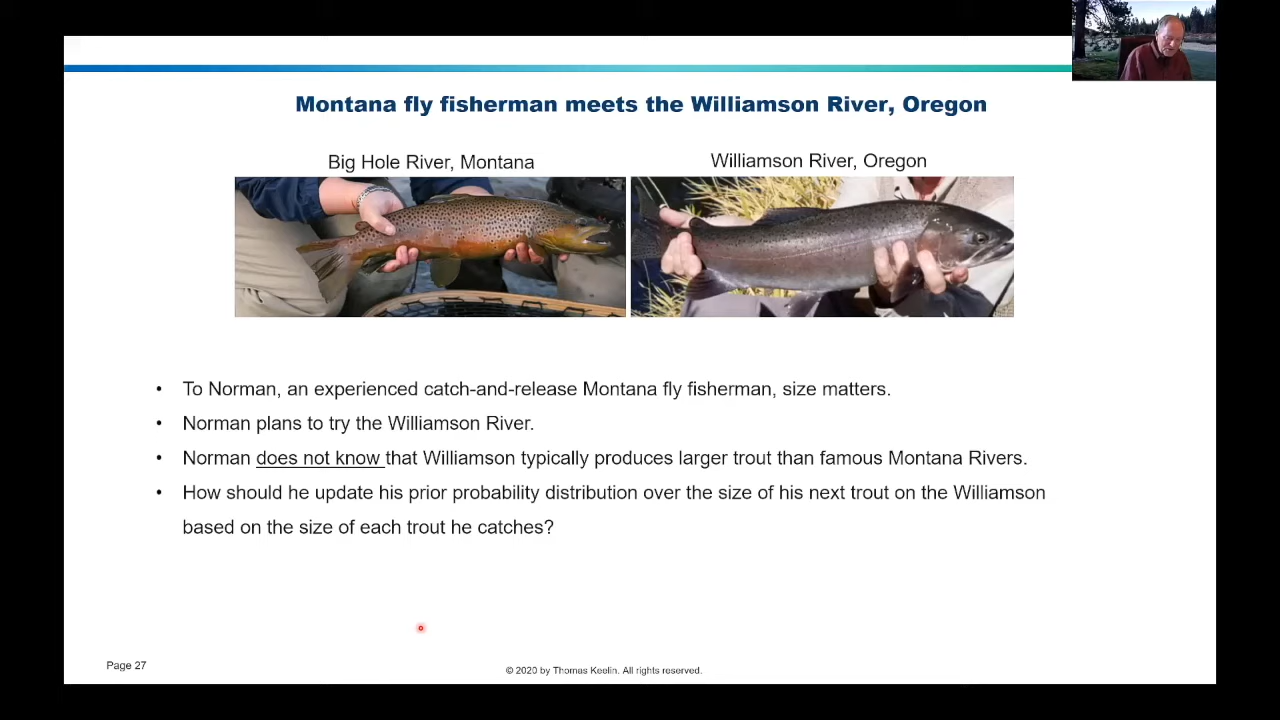 Montana fly fisherman meets the Williamson River, Oregon
Big Hole River, Montana
Williamson River, Oregon
• To Norman, an experienced catch-and-release Montana fly fisherman, size matters.
• Norman plans to try the Williamson River.
• Norman does not know that Williamson typically produces larger trout than famous Montana Rivers.
• How should he update his prior probability distribution over the size of his next trout on the Williamson
based on the size of each trout he catches?
Page 27
© 2020 by Thomas Keelin. All rights reserved.